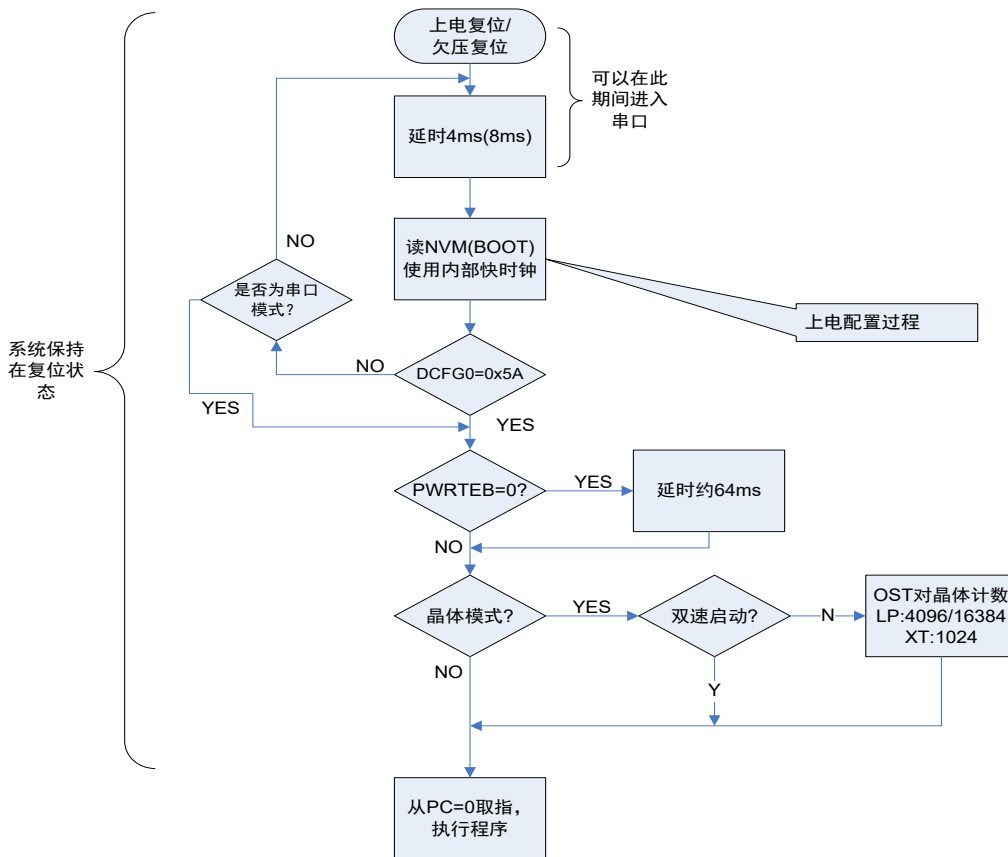 上电复位/
欠压复位
可以在此
期间进入
串口
延时4ms(8ms)
NO
读NVM(BOOT)
使用内部快时钟
是否为串口
模式？
上电配置过程
系统保持
在复位状
态
NO
DCFG0=0x5A
YES
YES
PWRTEB=0?
YES
延时约64ms
NO
晶体模式？
YES
双速启动？
N
OST对晶体计数
LP:4096/16384
XT:1024
NO
Y
从PC=0取指，
执行程序